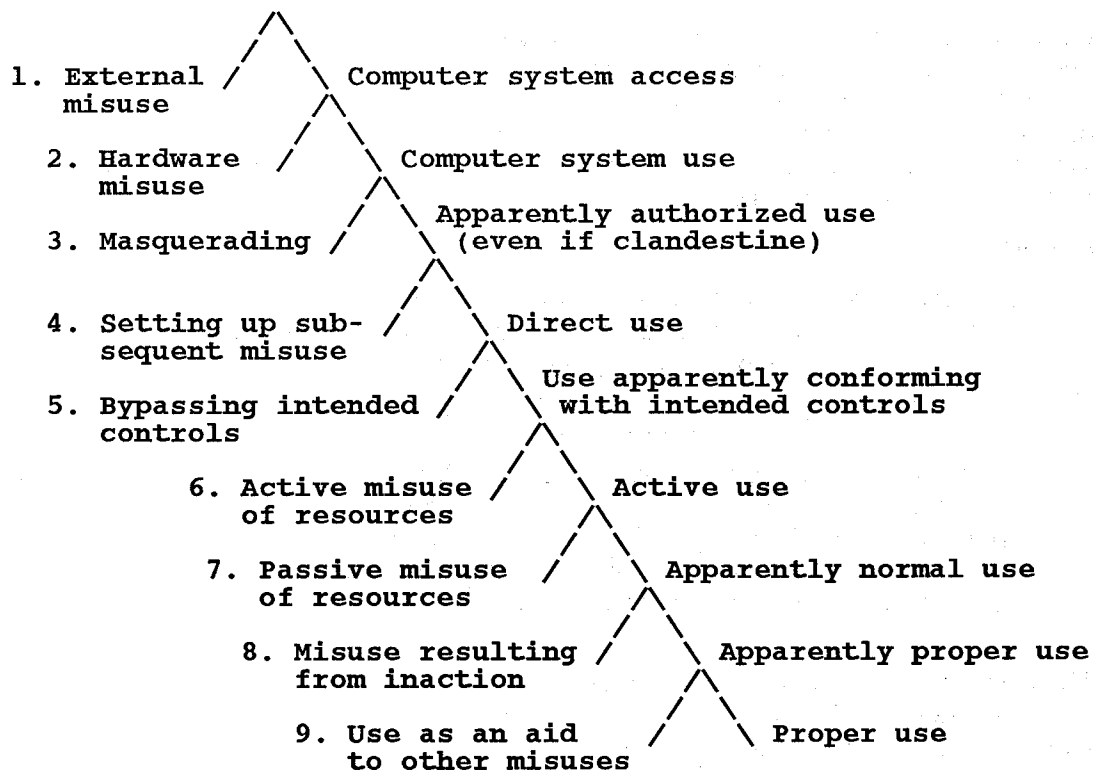 1. External
misuse
Computer system access
2. Hardware
misuse
Computer system use
3. Masquerading
Apparently authorized use
(even if clandestine)
4. Setting up sub-
sequent misuse
Direct use
5. Bypassing intended
controls
Use apparently conforming
with intended controls
6. Active misuse
of resources
Active use
7. Passive misuse
of resources
Apparently normal use
8. Misuse resulting
from inaction
Apparently proper use
9. Use as an aid
to other misuses
Proper use